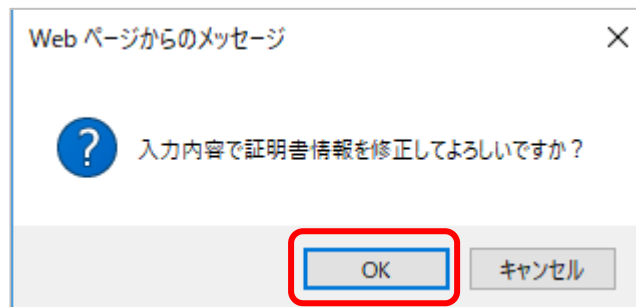 Web ページからのメッセージ
入力内容で証明書情報を修正してよろしいですか？
OK キャンセル